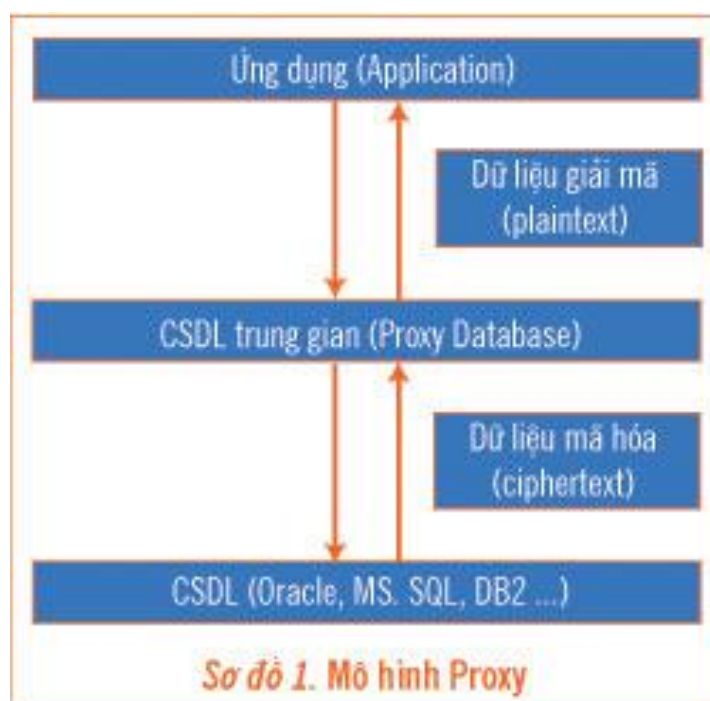 Ứng dụng (Application)
Dữ liệu giải mã
(plaintext)
CSDL trung gian (Proxy Database)
Dữ liệu mã hóa
(ciphertext)
CSDL (Oracle, MS. SQL, DB2 ...)
Sơ đồ 1. Mô hình Proxy